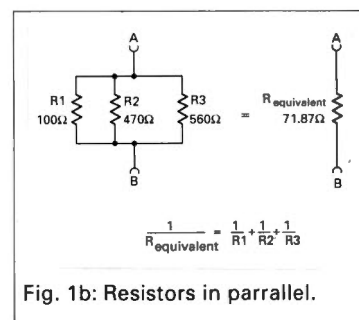 A
A
R1
100Ω
R2
470Ω
R3
560Ω
=
Requivalent
71.87Ω
B
B
1/Requivalent = 1/R1 + 1/R2 + 1/R3
Fig. 1b: Resistors in parrallel.